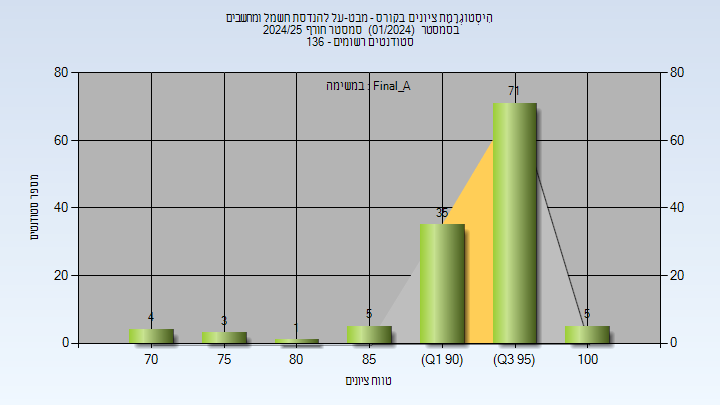 הִיסְטוֹגְרַמַּת ציונים בקורס - מבט-על להנדסת חשמל ומחשבים
בסמסטר (01/2024) סמסטר חורף 2024/25
סטודנטים רשומים - 136
במשימה : Final_A
מספר סטודנטים
80
60
40
20
0
80
60
40
20
0
4
3
1
5
35
71
5
70
75
80
85
(Q1 90)
(Q3 95)
100
טווח ציונים